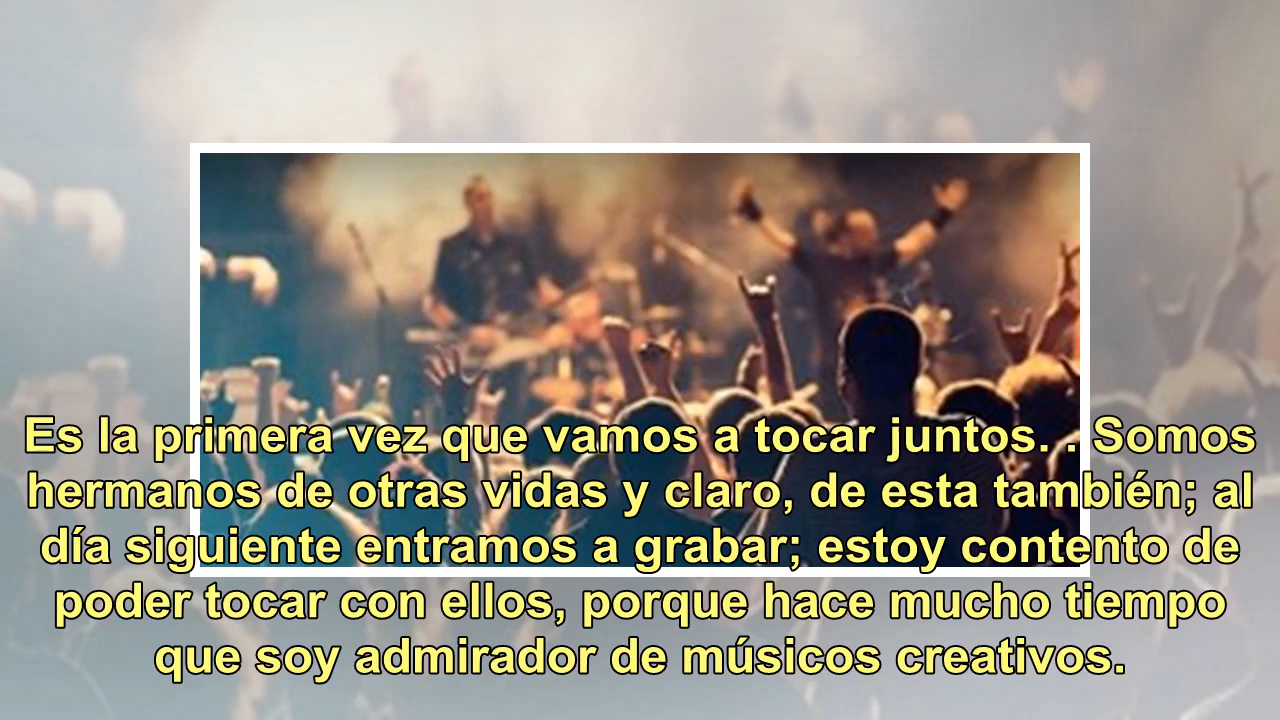 Es la primera vez que vamos a tocar juntos. . Somos
hermanos de otras vidas y claro, de esta también; al
día siguiente entramos a grabar; estoy contento de
poder tocar con ellos, porque hace mucho tiempo
que soy admirador de músicos creativos.